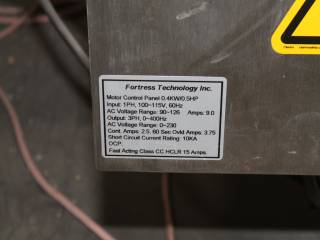 Fortress Technology Inc.
Motor Control Panel 0.4KW/0.5HP
Input: 1PH, 100~115V, 60Hz
AC Voltage Range: 90~126 Amps: 9.0
Output: 3PH, 0~400Hz
AC Voltage Range: 0~230
Cont. Amps: 2.5, 60 Sec Ovld Amps: 3.75
Short Circuit Current Rating: 10KA
OCP:
Fast Acting Class CC HCLR 15 Amps.